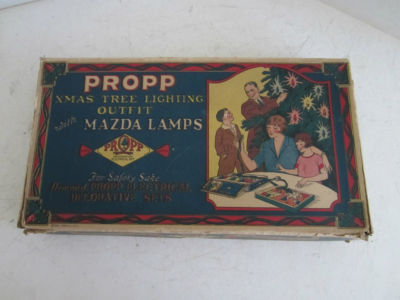 PROPP
XMAS TREE LIGHTING
OUTFIT
with MAZDA LAMPS
PROPP
For Safety Sake
Demand PROPP ELECTRICAL
DECORATIVE SETS